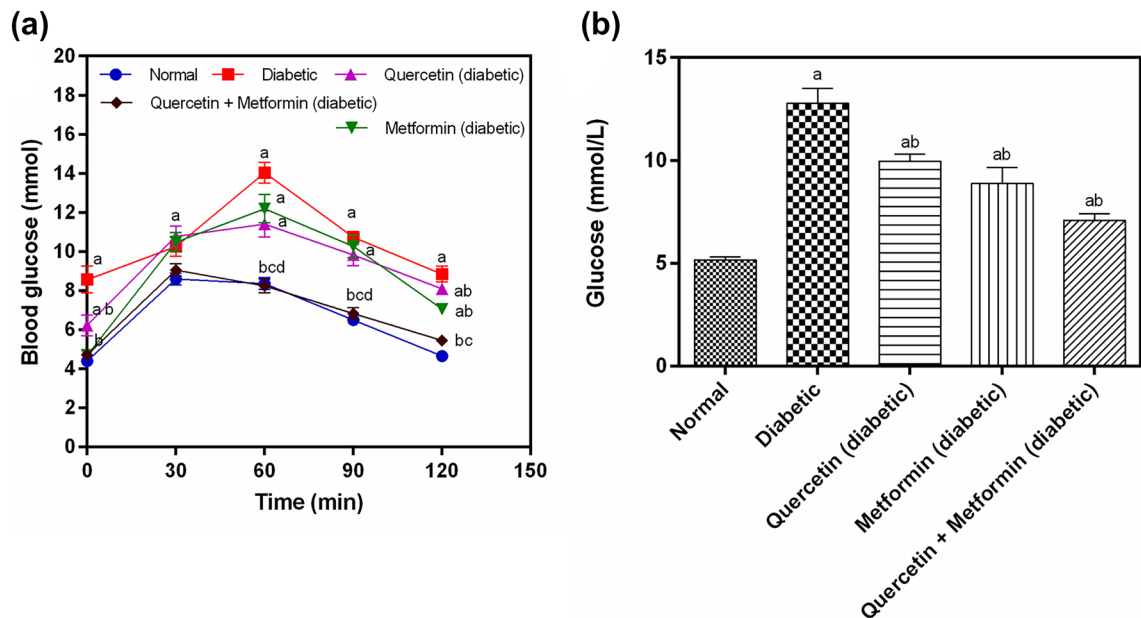 (a)
Blood glucose (mmol)
20
18
16
14
12
10
8
6
4
2
0
Normal
Diabetic
Quercetin (diabetic)
Quercetin + Metformin (diabetic)
Metformin (diabetic)
a
a
a
a
a
a b
b
a
a
bcd
a
bcd
ab
ab
bc
0
30
60
90
120
150
Time (min)
(b)
Glucose (mmol/L)
15
10
5
0
a
ab
ab
ab
Normal
Diabetic
Quercetin (diabetic)
Metformin (diabetic)
Quercetin + Metformin (diabetic)